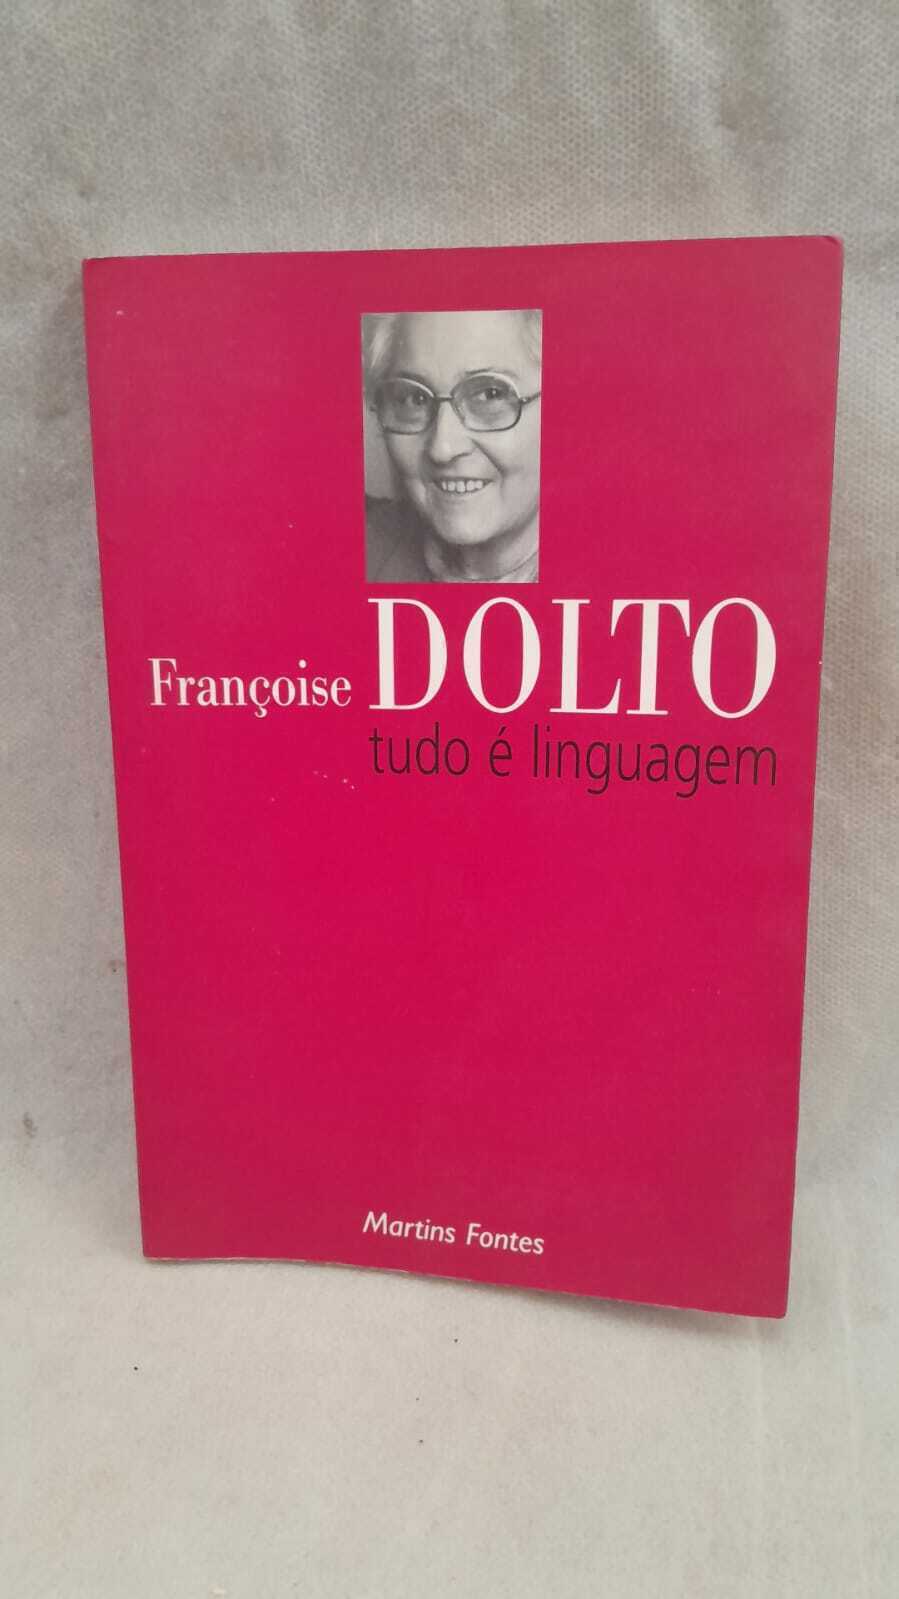 Françoise DOLTO
tudo é linguagem
Martins Fontes